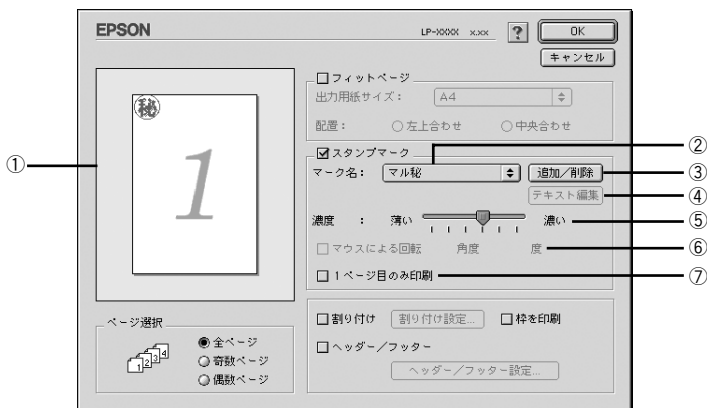 EPSON LP-XXXX x.xx ? OK
キャンセル
フィットページ
出力用紙サイズ： A4
配置： 左上合わせ 中央合わせ
秘
1
①
スタンプマーク
②
マーク名： マル秘 追加／削除
③
テキスト編集
④
濃度 ： 薄い 濃い
⑤
マウスによる回転 角度 度
⑥
1ページ目のみ印刷
⑦
ページ選択
1 2 3 4
全ページ
奇数ページ
偶数ページ
割り付け 割り付け設定... 枠を印刷
ヘッダー／フッター
ヘッダー／フッター設定...